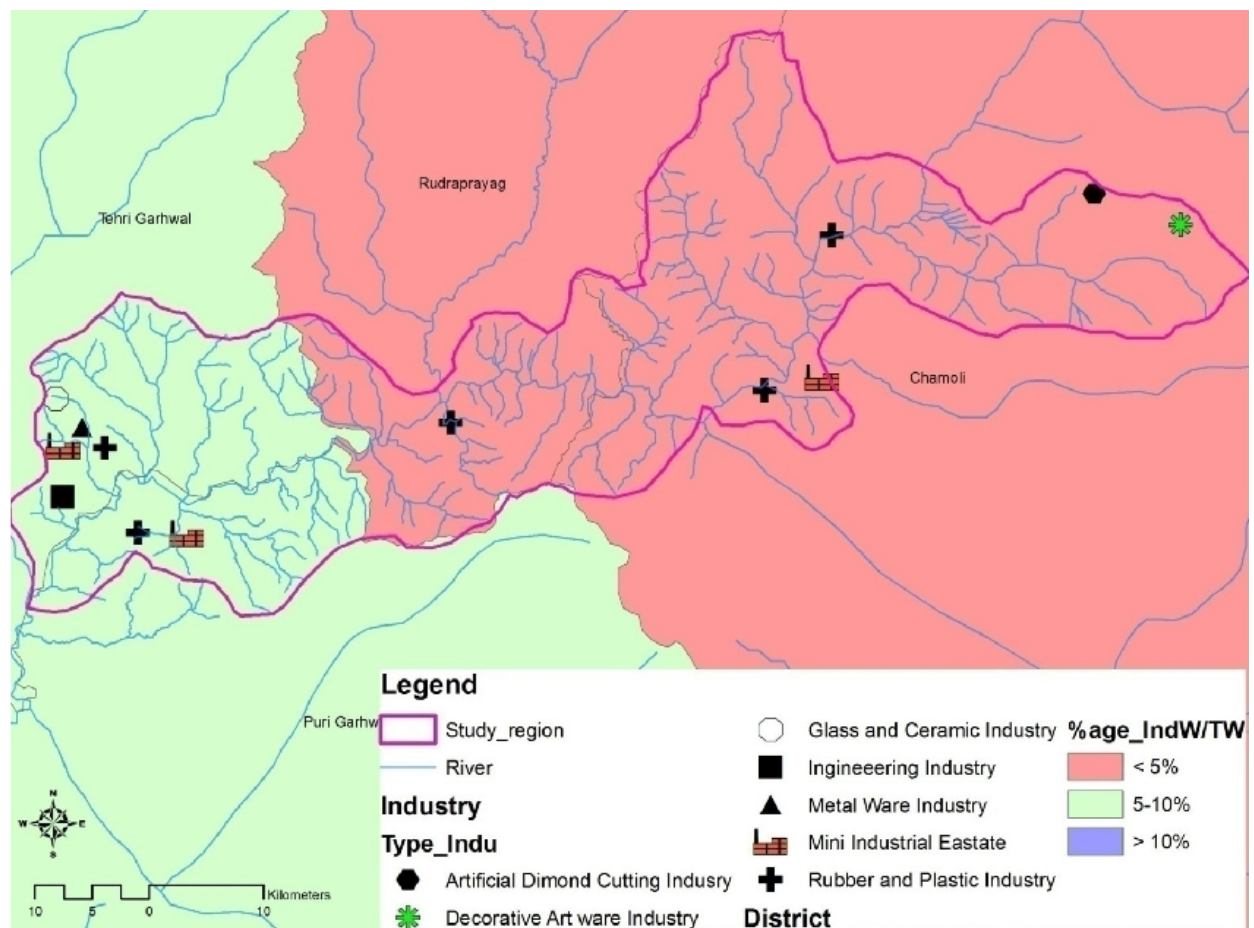 Rudraprayag
Tehri Garhwal
Chamoli
Puri Garhw
Legend
Study_region
River
Industry
Type_Indu
Artificial Dimond Cutting Indusry
Decorative Art ware Industry
Glass and Ceramic Industry
Ingineeering Industry
Metal Ware Industry
Mini Industrial Eastate
Rubber and Plastic Industry
District
%age_IndW/TW
< 5%
5-10%
> 10%
N
W E
S
Kilometers
10 5 0 10